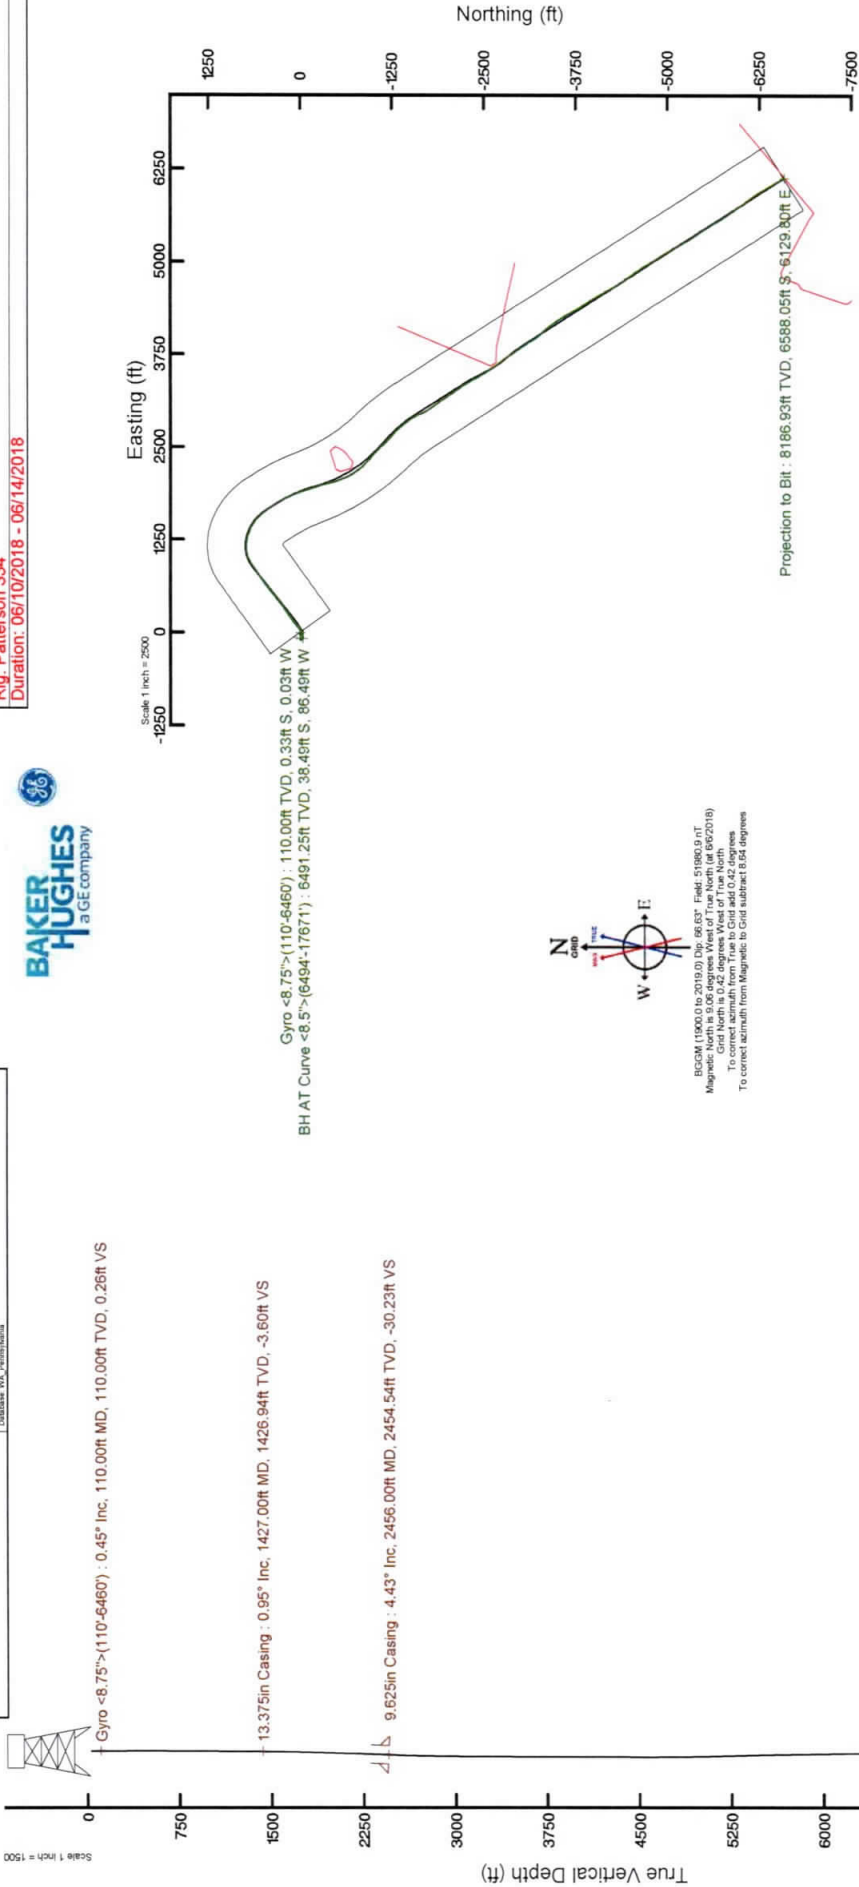 Rig: Patterson 334
Duration: 06/10/2018 - 06/14/2018
BAKER
HUGHES
a GE company
Scale 1 inch = 1500
True Vertical Depth (ft)
0
750
1500
2250
3000
3750
4500
5250
6000
Gyro <8.75">(110'-6460') : 0.45° Inc, 110.00ft MD, 110.00ft TVD, 0.26ft VS
13.375in Casing : 0.95° Inc, 1427.00ft MD, 1426.94ft TVD, -3.60ft VS
9.625in Casing : 4.43° Inc, 2456.00ft MD, 2454.54ft TVD, -30.23ft VS
Scale 1 inch = 2500
Easting (ft)
-1250
0
1250
2500
3750
5000
6250
Northing (ft)
1250
0
-1250
-2500
-3750
-5000
-6250
-7500
Gyro <8.75">(110'-6460') : 110.00ft TVD, 0.33ft S, 0.03ft W
BH AT Curve <8.5">(6494'-17671') : 6491.25ft TVD, 38.49ft S, 86.49ft W
Projection to Bit : 8186.93ft TVD, 6588.05ft S, 6129.80ft E
N
GRID
MAG TRUE
W E
BGGM (1900.0 to 2019.0) Dip: 66.63° Field: 51980.9 nT
Magnetic North is 9.06 degrees West of True North (at 6/6/2018)
Grid North is 0.42 degrees West of True North
To correct azimuth from True to Grid add 0.42 degrees
To correct azimuth from Magnetic to Grid subtract 8.64 degrees